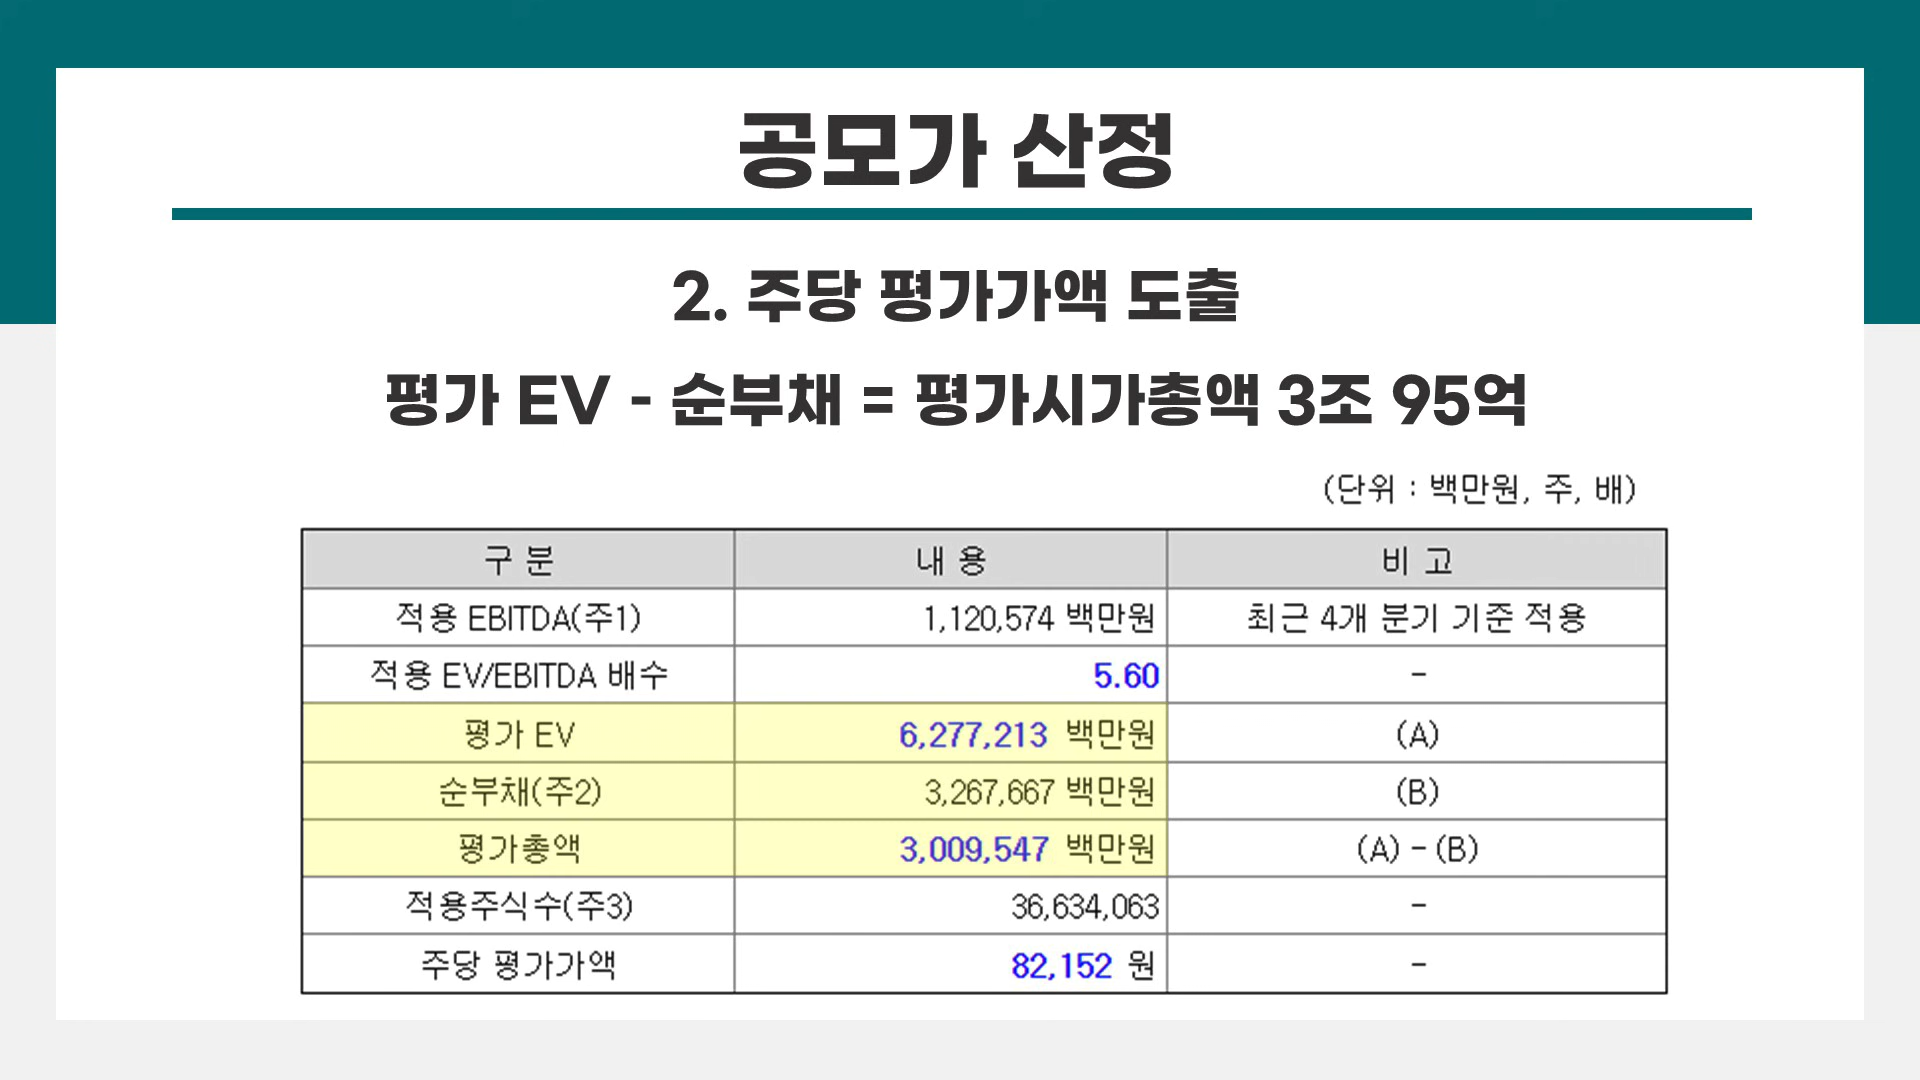 공모가 산정
2. 주당 평가가액 도출
평가 EV - 순부채 = 평가시가총액 3조 95억
(단위 : 백만원, 주, 배)
구 분 내 용 비 고
적용 EBITDA(주1) 1,120,574 백만원 최근 4개 분기 기준 적용
적용 EV/EBITDA 배수 5.60 -
평가 EV 6,277,213 백만원 (A)
순부채(주2) 3,267,667 백만원 (B)
평가총액 3,009,547 백만원 (A) - (B)
적용주식수(주3) 36,634,063 -
주당 평가가액 82,152 원 -